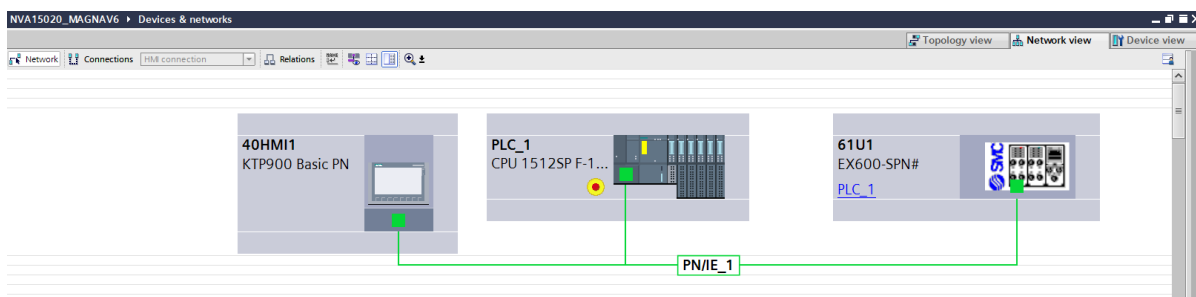 NVA15020_MAGNAV6 ▸ Devices & networks
Topology view Network view Device view
Network Connections HMI connection Relations
40HMI1
KTP900 Basic PN
PLC_1
CPU 1512SP F-1...
61U1
EX600-SPN#
PLC_1
SMC
PN/IE_1